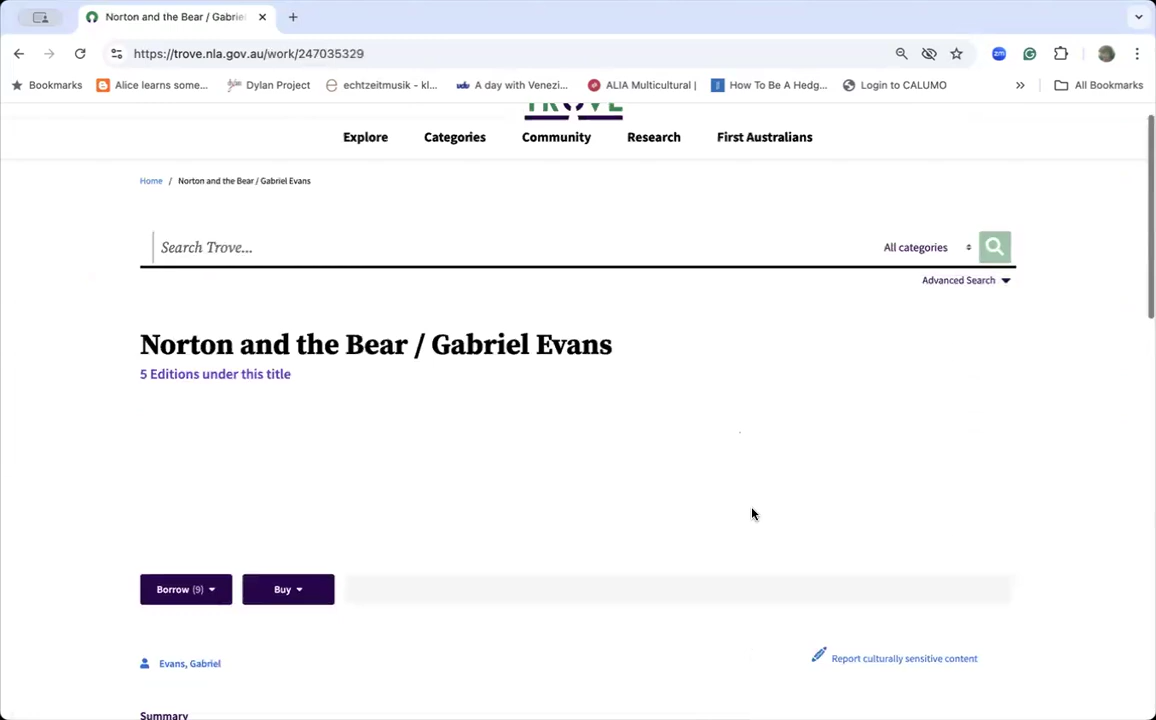 Norton and the Bear / Gabrie
https://trove.nla.gov.au/work/247035329
zm
Bookmarks
Alice learns some...
Dylan Project
echtzeitmusik - kl...
A day with Venezi...
ALIA Multicultural |
How To Be A Hedg...
Login to CALUMO
»
All Bookmarks
TROVE
Explore
Categories
Community
Research
First Australians
Home / Norton and the Bear / Gabriel Evans
Search Trove...
All categories
Advanced Search
Norton and the Bear / Gabriel Evans
5 Editions under this title
Borrow (9)
Buy
Evans, Gabriel
Report culturally sensitive content
Summary